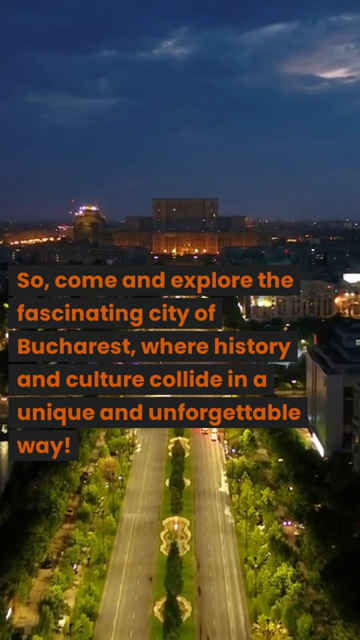 So, come and explore the
fascinating city of
Bucharest, where history
and culture collide in a
unique and unforgettable
way!